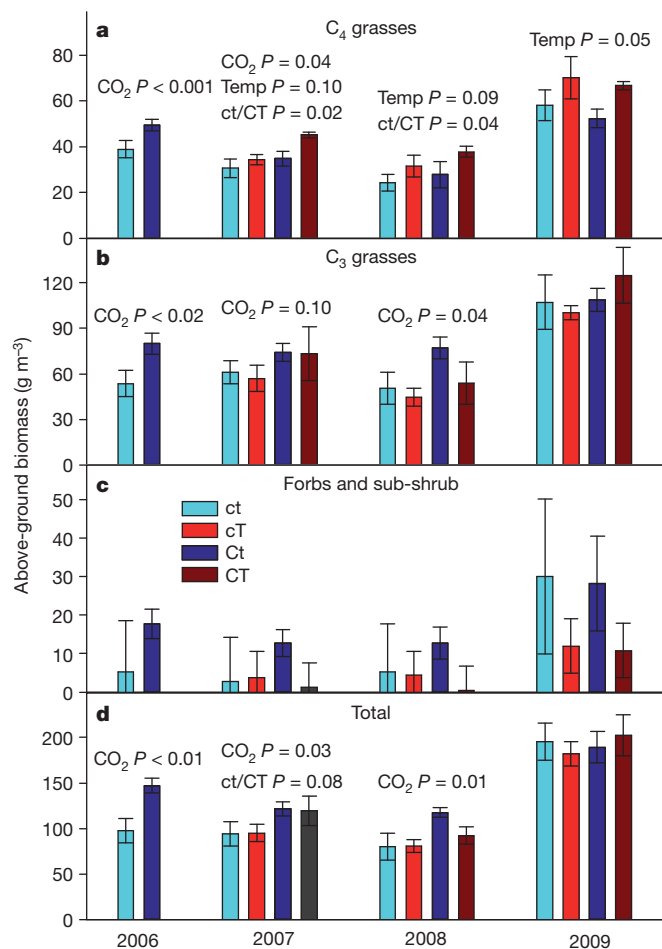 a
C₄ grasses
80
60
40
20
0
CO₂ P < 0.001
CO₂ P = 0.04
Temp P = 0.10
ct/CT P = 0.02
Temp P = 0.09
ct/CT P = 0.04
Temp P = 0.05
b
C₃ grasses
120
90
60
30
0
CO₂ P < 0.02
CO₂ P = 0.10
CO₂ P = 0.04
Above-ground biomass (g m⁻³)
c
Forbs and sub-shrub
50
40
30
20
10
0
ct
cT
Ct
CT
d
Total
200
150
100
50
0
CO₂ P < 0.01
CO₂ P = 0.03
ct/CT P = 0.08
CO₂ P = 0.01
2006
2007
2008
2009